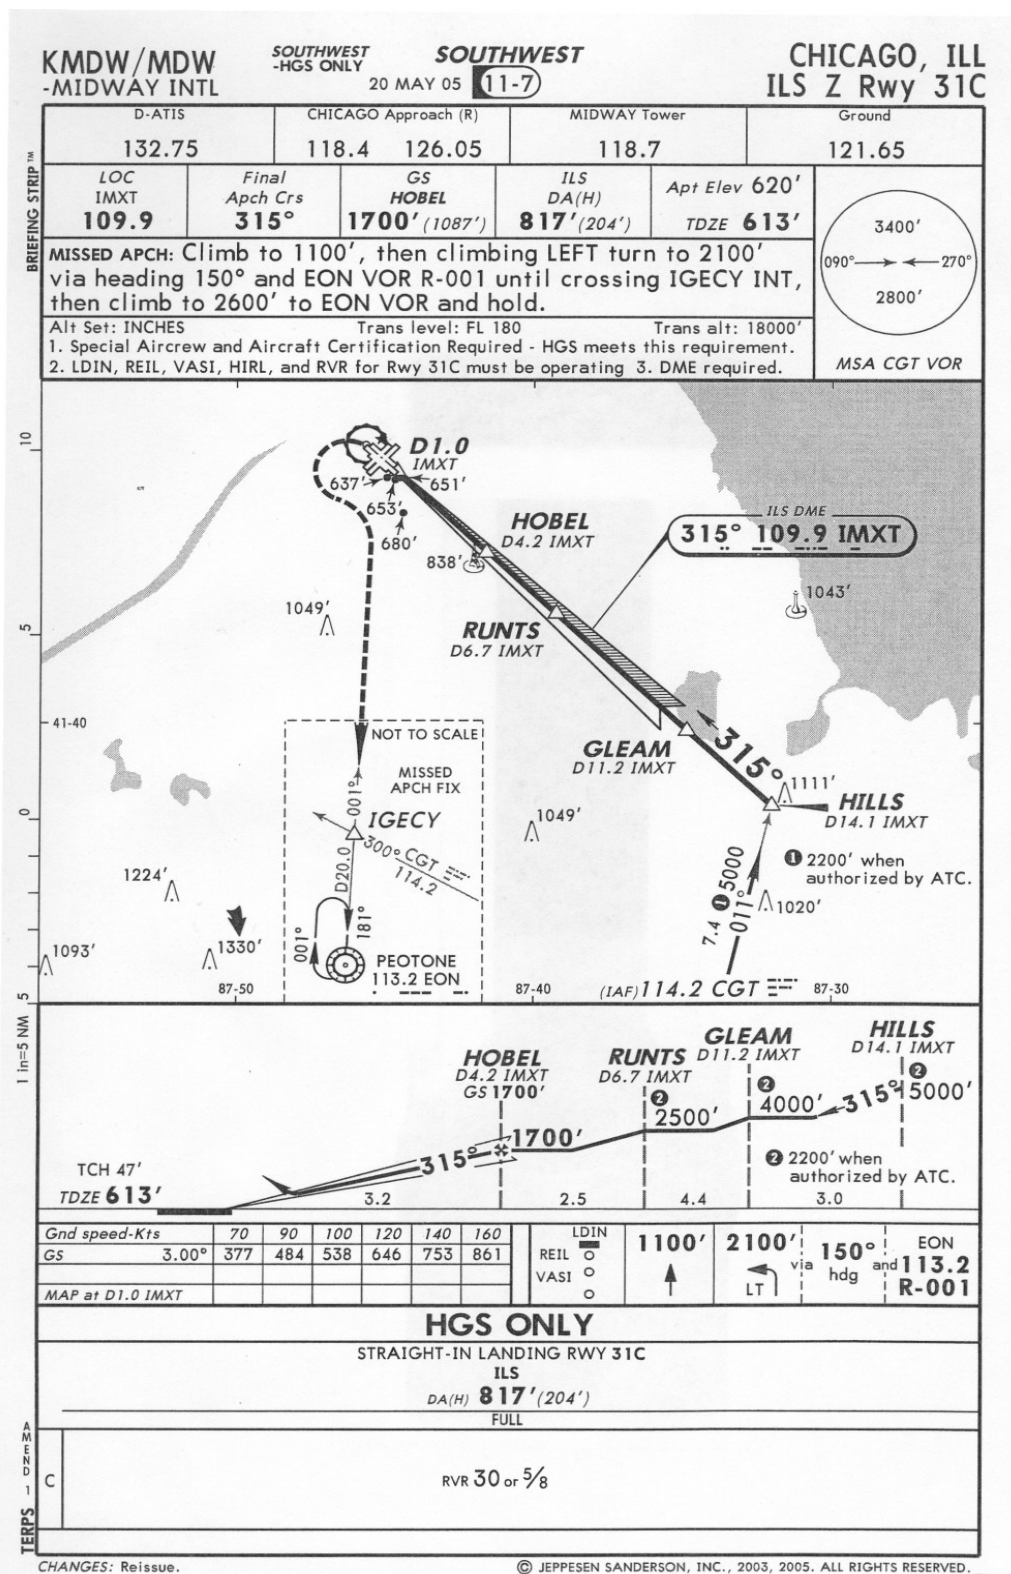 KMDW/MDW
-MIDWAY INTL
SOUTHWEST
-HGS ONLY
SOUTHWEST
20 MAY 05 11-7
CHICAGO, ILL
ILS Z Rwy 31C
BRIEFING STRIP™
D-ATIS
132.75
CHICAGO Approach (R)
118.4 126.05
MIDWAY Tower
118.7
Ground
121.65
LOC
IMXT
109.9
Final
Apch Crs
315°
GS
HOBEL
1700' (1087')
ILS
DA(H)
817' (204')
Apt Elev 620'
TDZE 613'
MISSED APCH: Climb to 1100', then climbing LEFT turn to 2100'
via heading 150° and EON VOR R-001 until crossing IGECY INT,
then climb to 2600' to EON VOR and hold.
Alt Set: INCHES Trans level: FL 180 Trans alt: 18000'
1. Special Aircrew and Aircraft Certification Required - HGS meets this requirement.
2. LDIN, REIL, VASI, HIRL, and RVR for Rwy 31C must be operating 3. DME required.
3400'
090° 270°
2800'
MSA CGT VOR
10
5
0
5
1 in=5 NM
D1.0
IMXT
637'
651'
653'
680'
HOBEL
D4.2 IMXT
838'
ILS DME
315° 109.9 IMXT
1043'
1049'
RUNTS
D6.7 IMXT
41-40
GLEAM
D11.2 IMXT
315°
1111'
HILLS
D14.1 IMXT
NOT TO SCALE
MISSED
APCH FIX
001°
IGECY
300° CGT
114.2
D20.0
181°
001°
PEOTONE
113.2 EON
1049'
1 2200' when
authorized by ATC.
1224'
1020'
7.4 1 5000
011°
1330'
1093'
87-50
87-40
(IAF) 114.2 CGT
87-30
HOBEL
D4.2 IMXT
GS 1700'
RUNTS
D6.7 IMXT
GLEAM
D11.2 IMXT
HILLS
D14.1 IMXT
2
5000'
315°
2
4000'
2
2500'
1700'
315°
2 2200' when
authorized by ATC.
TCH 47'
TDZE 613'
3.2 2.5 4.4 3.0
Gnd speed-Kts 70 90 100 120 140 160
GS 3.00° 377 484 538 646 753 861
MAP at D1.0 IMXT
LDIN
REIL
VASI
1100'
2100'
LT
via
150°
hdg
and
EON
113.2
R-001
HGS ONLY
STRAIGHT-IN LANDING RWY 31C
ILS
DA(H) 817' (204')
FULL
C
RVR 30 or 5/8
TERPS AMEND 1
CHANGES: Reissue.
© JEPPESEN SANDERSON, INC., 2003, 2005. ALL RIGHTS RESERVED.